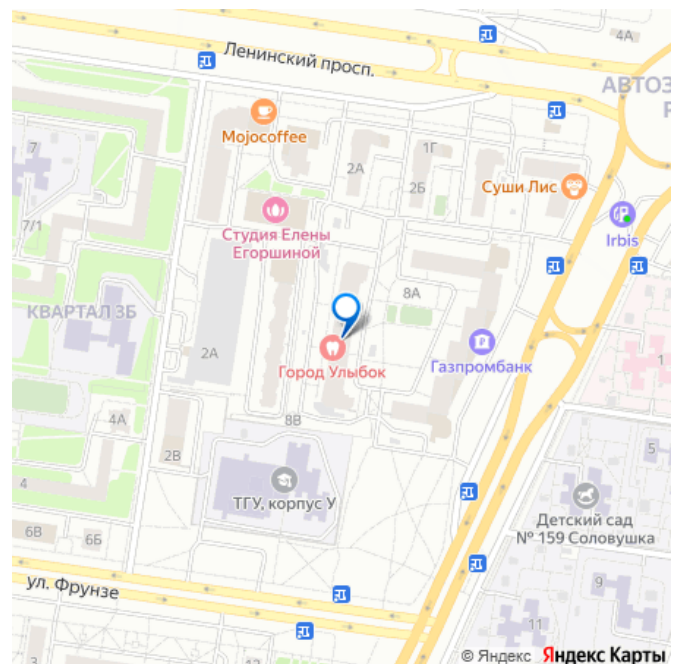 4А
Ленинский просп.
АВТОЗ
Р
Mojocoffee
7
2А
1Г
2Б
Суши Лис
7/1
Студия Елены
Егоршиной
Irbis
8А
КВАРТАЛ 3Б
2А
Город Улыбок
Газпромбанк
1
4А
8В
2В
5
4
ТГУ, корпус У
Детский сад
№ 159 Соловушка
6В
6Б
ул. Фрунзе
9
11
3
12
© Яндекс Яндекс Карты